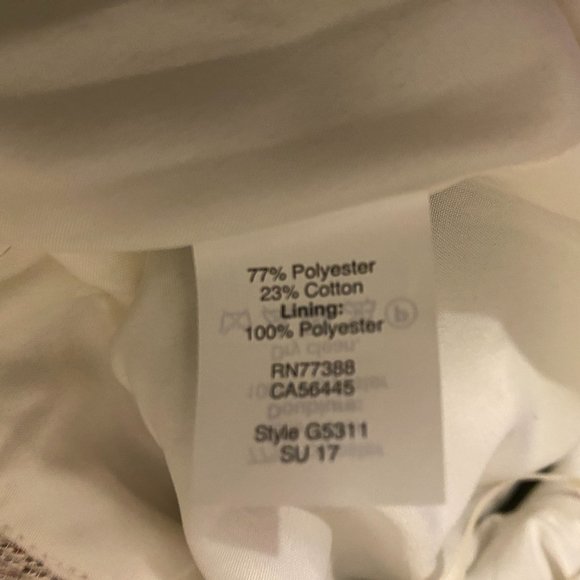 77% Polyester
23% Cotton
Lining:
100% Polyester
RN77388
CA56445
Style G5311
SU 17